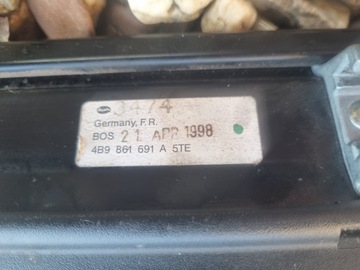 3474
Germany, F.R.
BOS 21 APR 1998
4B9 861 691 A 5TE